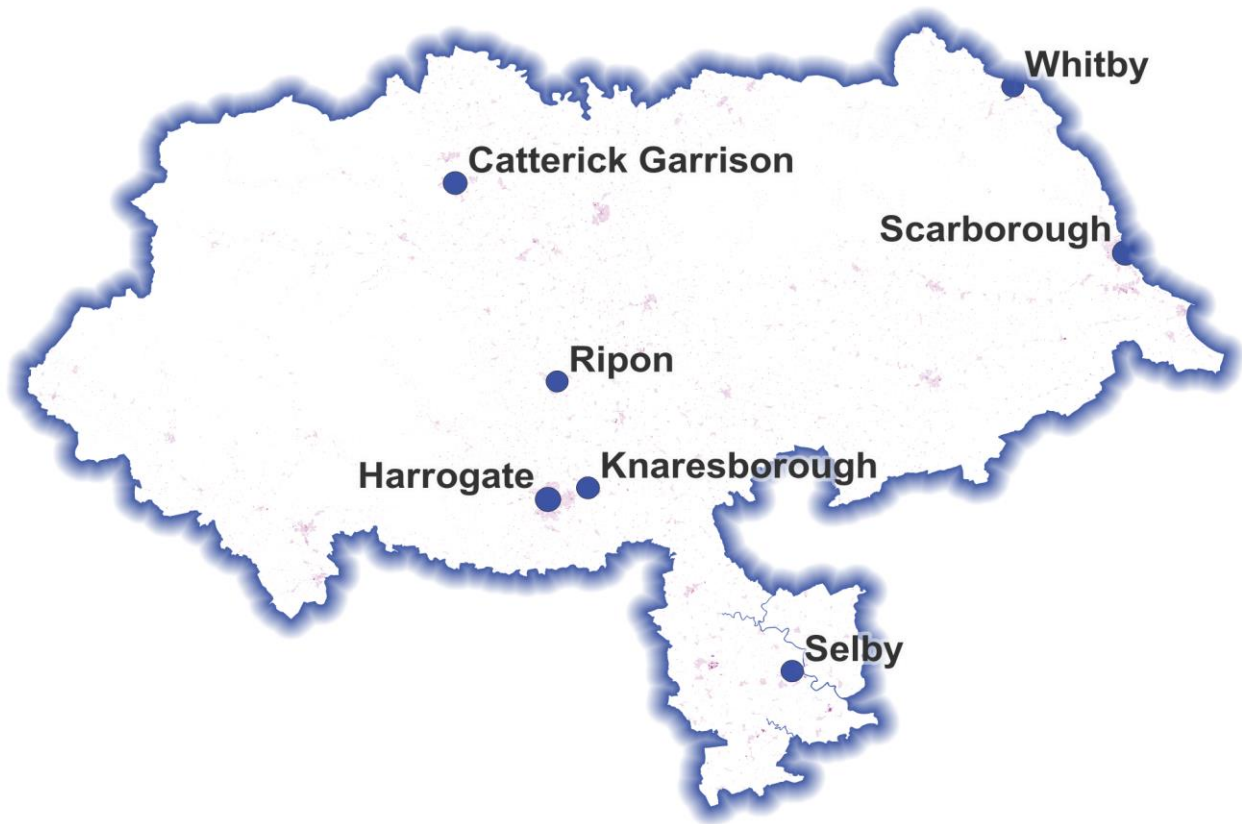 Whitby
Catterick Garrison
Scarborough
Ripon
Knaresborough
Harrogate
Selby